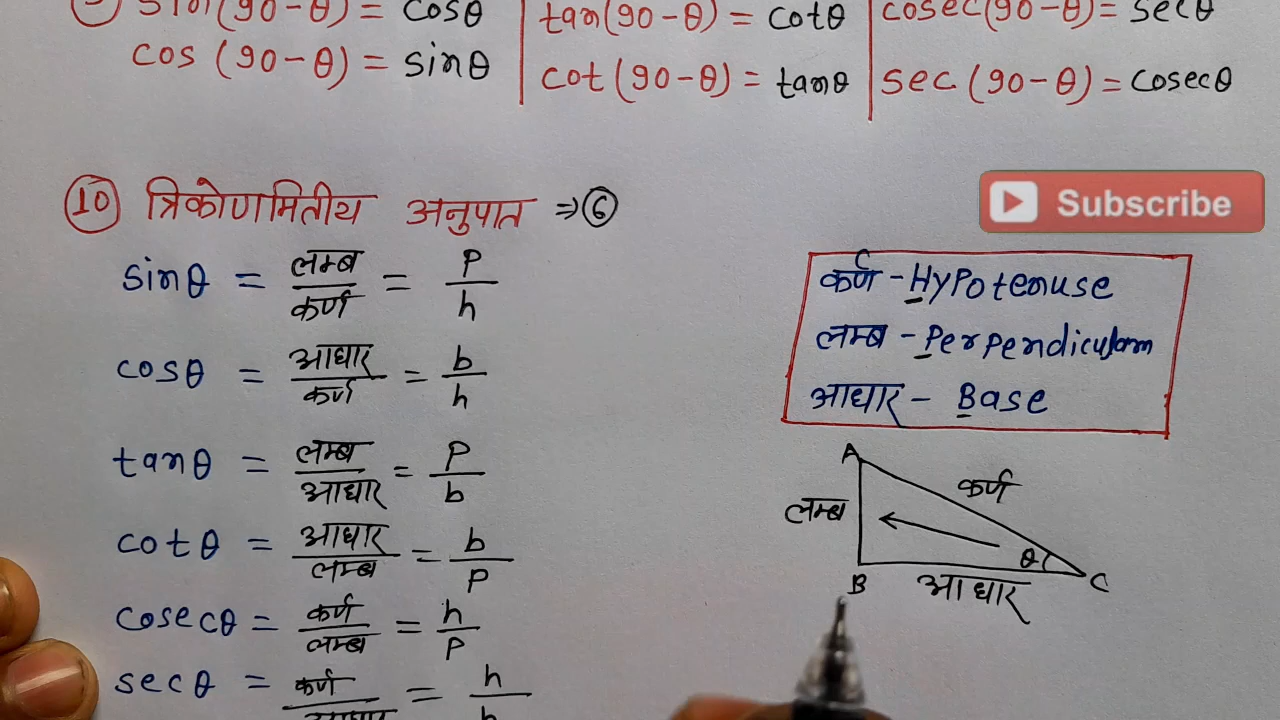 sin(90-θ) = cosθ | tan(90-θ) = cotθ | cosec(90-θ) = secθ
cos (90-θ) = sinθ | cot(90-θ) = tanθ | sec(90-θ) = cosecθ
10 त्रिकोणमितीय अनुपात ⇒ 6
sinθ = लम्ब/कर्ण = P/h
cosθ = आधार/कर्ण = b/h
tanθ = लम्ब/आधार = P/b
cotθ = आधार/लम्ब = b/P
cosecθ = कर्ण/लम्ब = h/P
secθ = कर्ण/आधार = h/b
Subscribe
कर्ण - Hypotenuse
लम्ब -
आधार - Base
A
कर्ण
लम्ब
θ
B
आधार
C